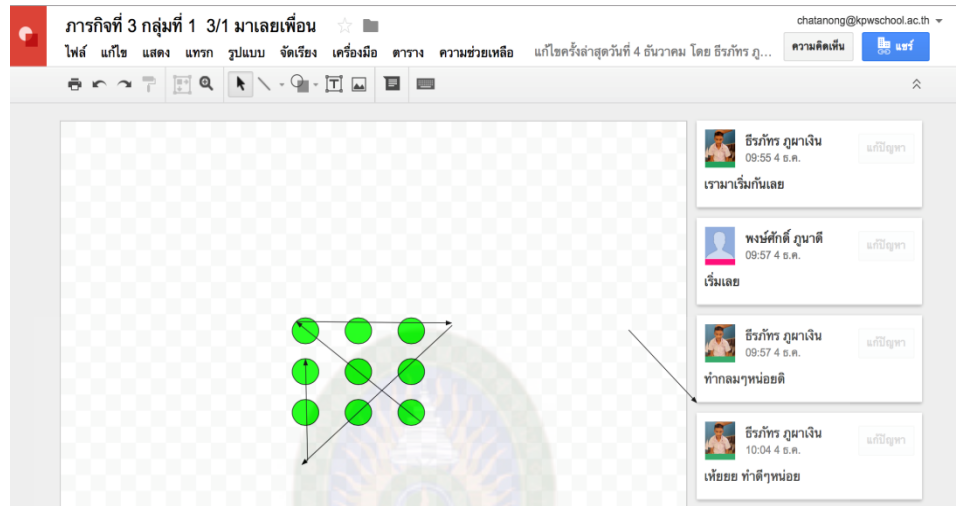 ภารกิจที่ 3 กลุ่มที่ 1 3/1 มาเลยเพื่อน
chatanong@kpwschool.ac.th
ไฟล์ แก้ไข แสดง แทรก รูปแบบ จัดเรียง เครื่องมือ ตาราง ความช่วยเหลือ แก้ไขครั้งล่าสุดวันที่ 4 ธันวาคม โดย ธีรภัทร ภู...
ความคิดเห็น
แชร์
ธีรภัทร ภูผาเงิน
แก้ปัญหา
09:55 4 ธ.ค.
เรามาเริ่มกันเลย
พงษ์ศักดิ์ ภูนาดี
แก้ปัญหา
09:57 4 ธ.ค.
เริ่มเลย
ธีรภัทร ภูผาเงิน
แก้ปัญหา
09:57 4 ธ.ค.
ทำกลมๆหน่อยดิ
ธีรภัทร ภูผาเงิน
แก้ปัญหา
10:04 4 ธ.ค.
เห้ยยย ทำดีๆหน่อย